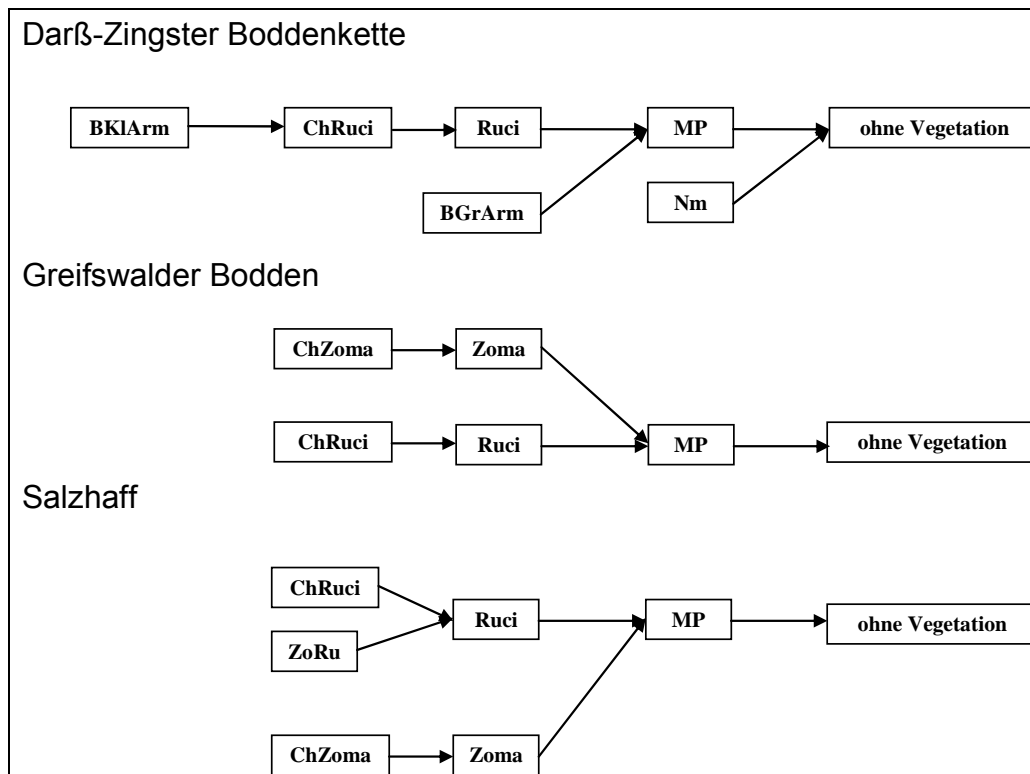 Darß-Zingster Boddenkette
BKlArm ChRuci Ruci MP ohne Vegetation
BGrArm Nm
Greifswalder Bodden
ChZoma Zoma
ChRuci Ruci MP ohne Vegetation
Salzhaff
ChRuci
Ruci MP ohne Vegetation
ZoRu
ChZoma Zoma